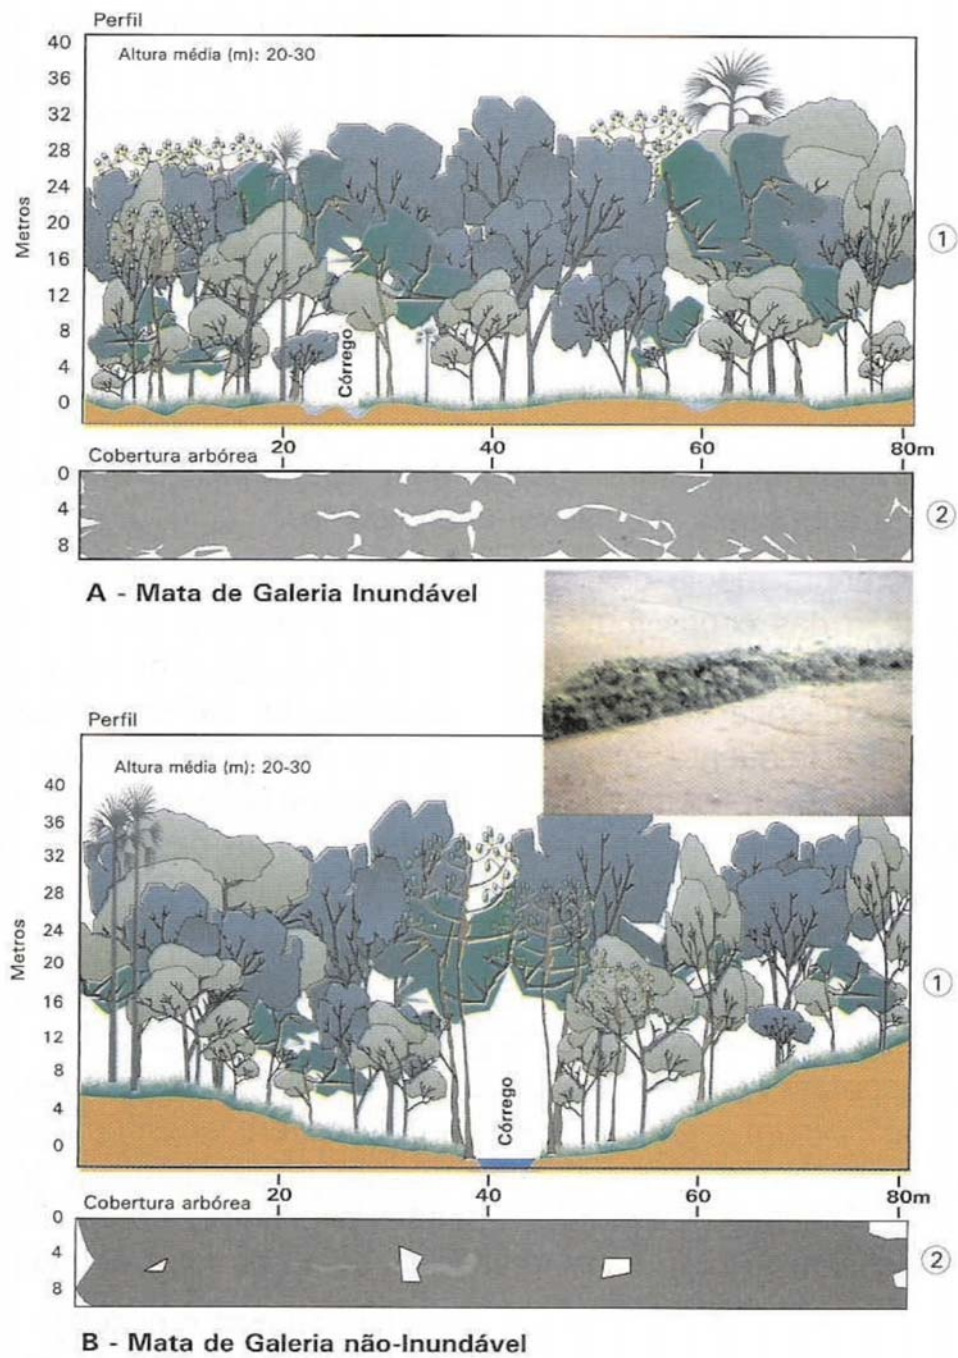 Perfil
Altura média (m): 20-30
Metros
40
36
32
28
24
20
16
12
8
4
0
Córrego
1
20
40
60
80m
Cobertura arbórea
0
4
8
2
A - Mata de Galeria Inundável
Perfil
Altura média (m): 20-30
Metros
40
36
32
28
24
20
16
12
8
4
0
Córrego
1
20
40
60
80m
Cobertura arbórea
0
4
8
2
B - Mata de Galeria não-Inundável